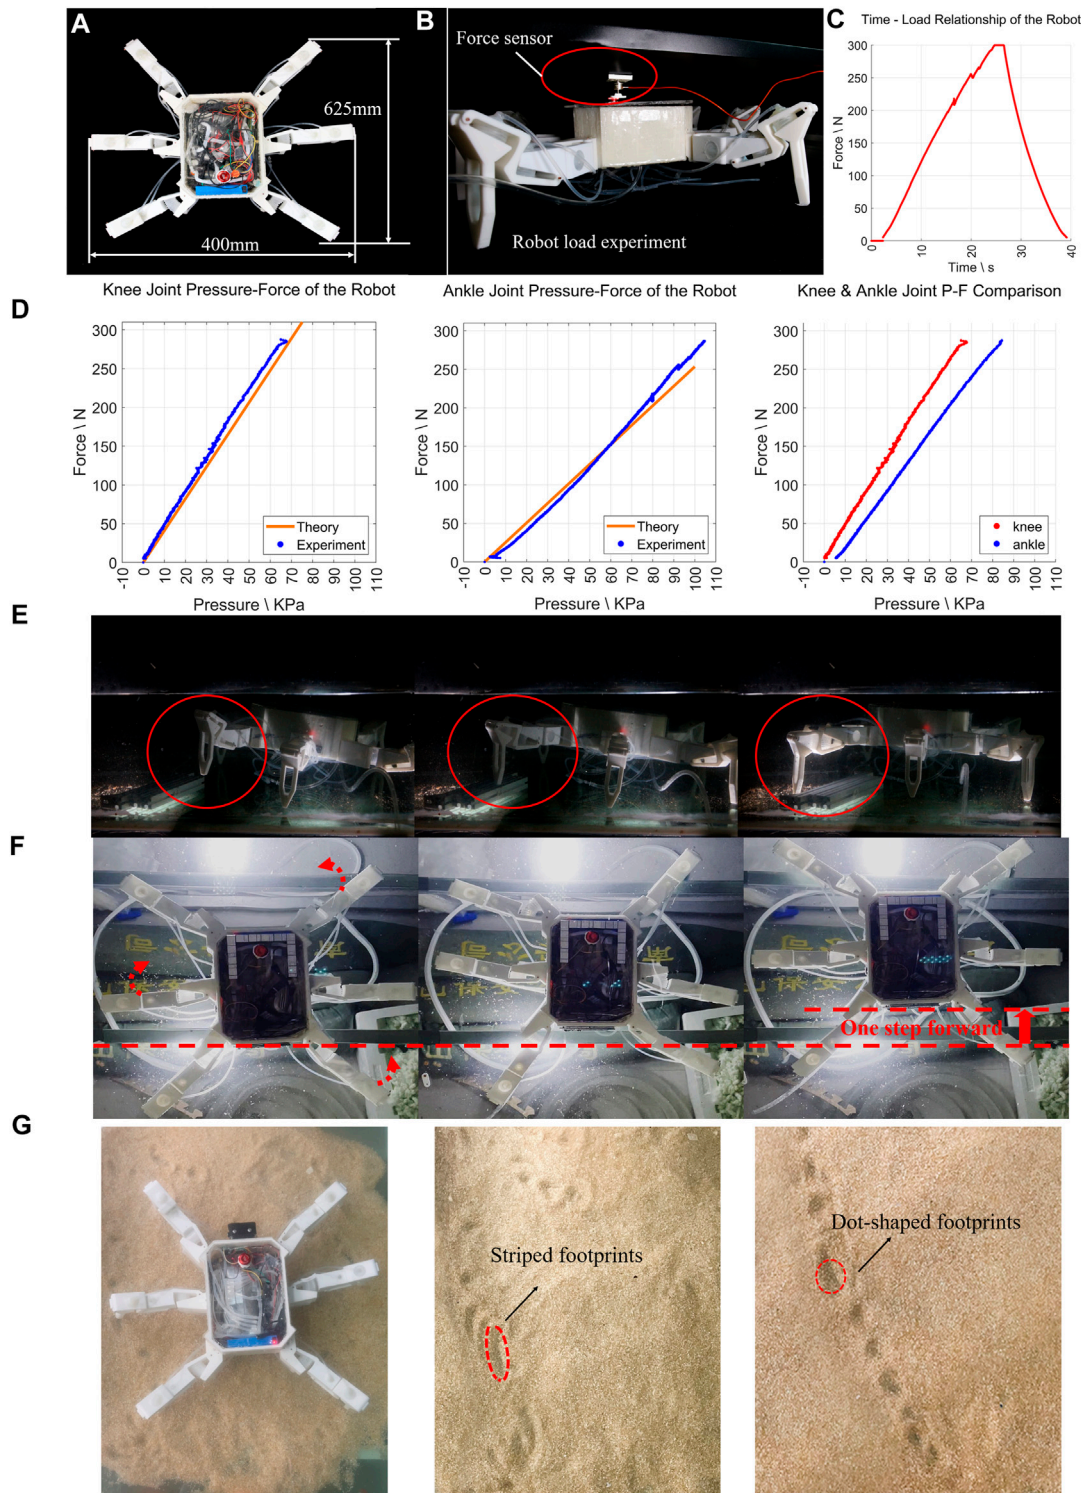 A
625mm
400mm
B
Force sensor
Robot load experiment
C
Time - Load Relationship of the Robot
300
250
200
150
100
50
0
Force \ N
0
10
20
30
40
Time \ s
D
Knee Joint Pressure-Force of the Robot
300
250
200
150
100
50
0
Force \ N
Theory
Experiment
-10
0
10
20
30
40
50
60
70
80
90
100
110
Pressure \ KPa
Ankle Joint Pressure-Force of the Robot
300
250
200
150
100
50
0
Force \ N
Theory
Experiment
-10
0
10
20
30
40
50
60
70
80
90
100
110
Pressure \ KPa
Knee & Ankle Joint P-F Comparison
300
250
200
150
100
50
0
Force \ N
knee
ankle
-10
0
10
20
30
40
50
60
70
80
90
100
110
Pressure \ KPa
E
F
One step forward
G
Striped footprints
Dot-shaped footprints